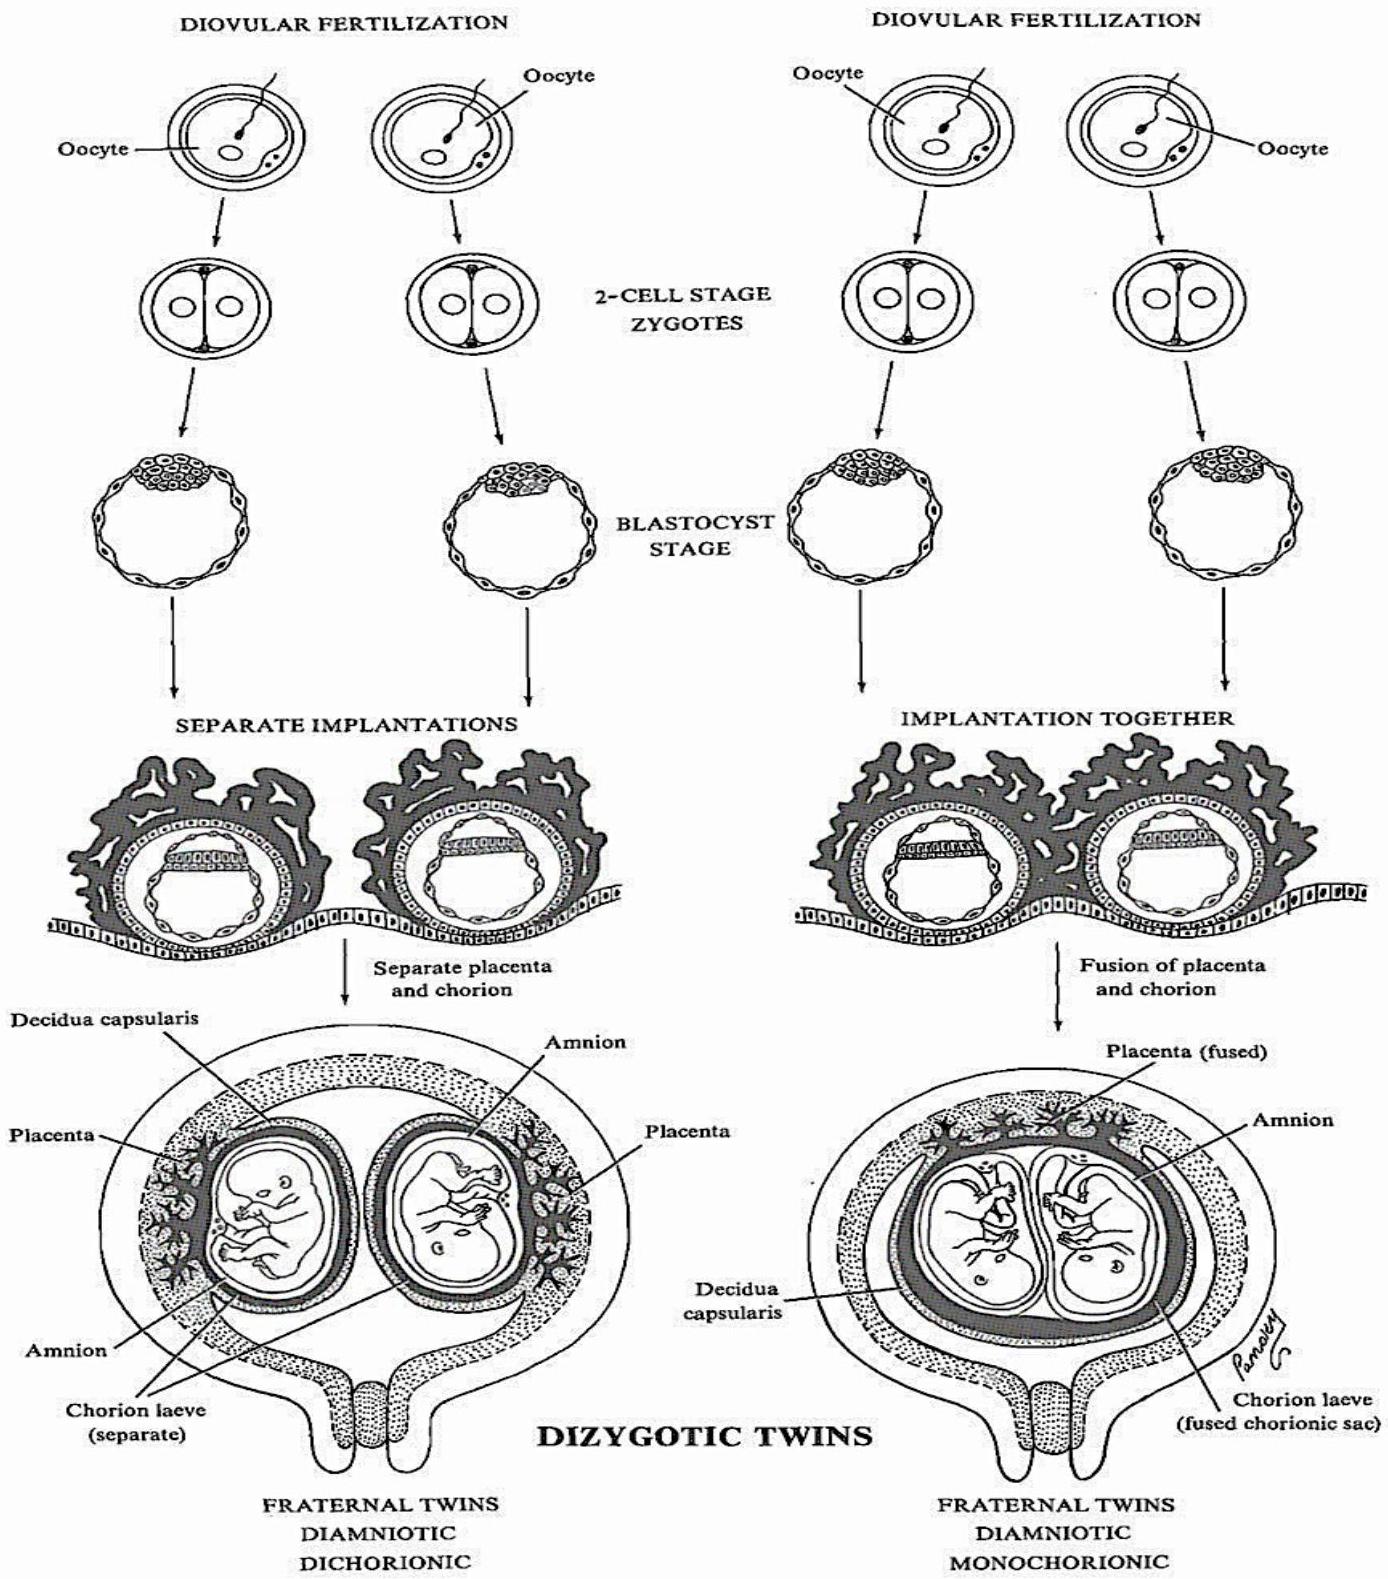 DIOVULAR FERTILIZATION
DIOVULAR FERTILIZATION
Oocyte
Oocyte
Oocyte
Oocyte
2-CELL STAGE
ZYGOTES
BLASTOCYST
STAGE
SEPARATE IMPLANTATIONS
IMPLANTATION TOGETHER
Separate placenta
and chorion
Fusion of placenta
and chorion
Decidua capsularis
Amnion
Placenta
Placenta
Amnion
Chorion laeve
(separate)
Placenta (fused)
Amnion
Decidua
capsularis
Chorion laeve
(fused chorionic sac)
Pansky
DIZYGOTIC TWINS
FRATERNAL TWINS
DIAMNIOTIC
DICHORIONIC
FRATERNAL TWINS
DIAMNIOTIC
MONOCHORIONIC